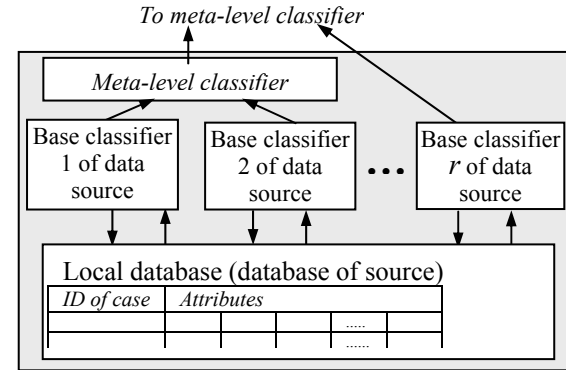 To meta-level classifier
Meta-level classifier
Base classifier
1 of data
source
Base classifier
2 of data
source
...
Base classifier
r of data
source
Local database (database of source)
ID of case Attributes
.....
......